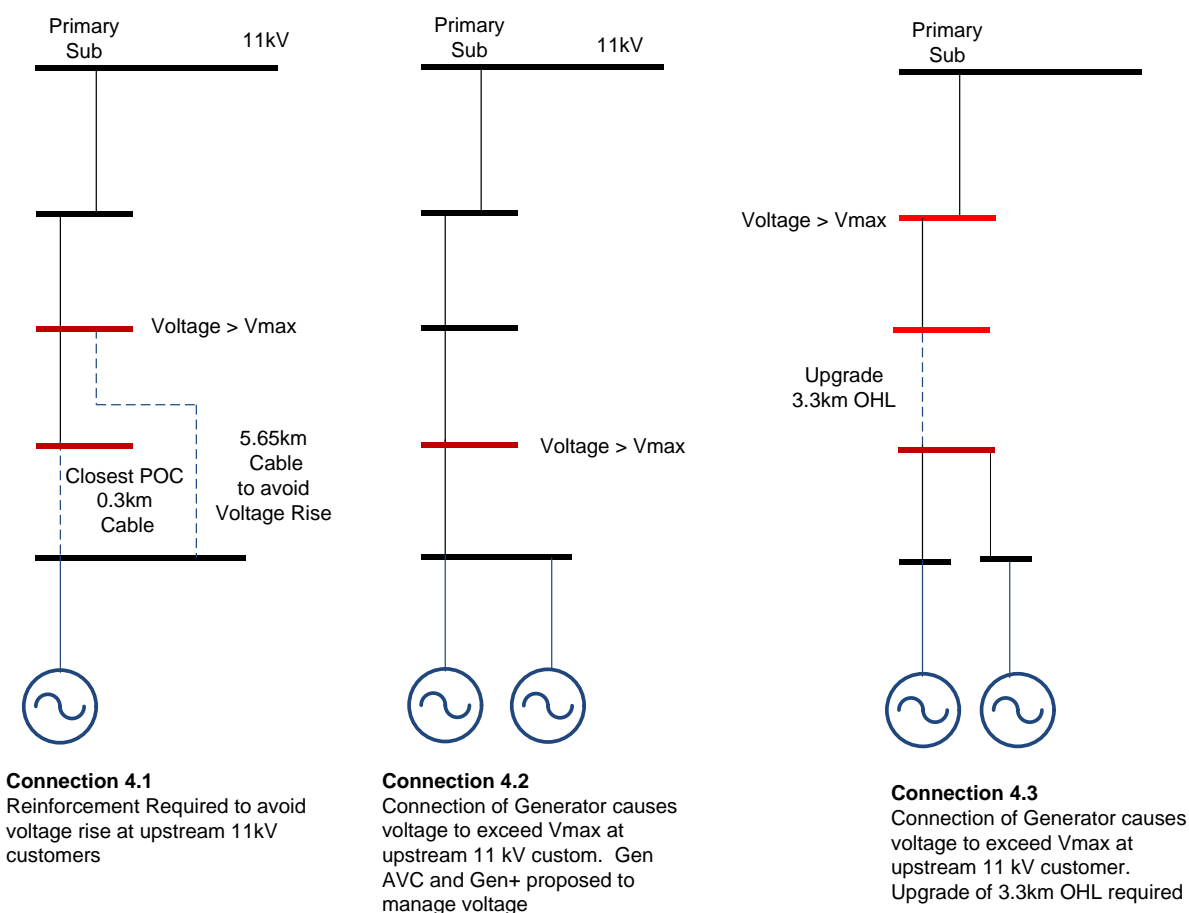 Primary
Sub
11kV
Voltage > Vmax
Closest POC
0.3km
Cable
5.65km
Cable
to avoid
Voltage Rise
Connection 4.1
Reinforcement Required to avoid
voltage rise at upstream 11kV
customers
Primary
Sub
11kV
Voltage > Vmax
Connection 4.2
Connection of Generator causes
voltage to exceed Vmax at
upstream 11 kV custom. Gen
AVC and Gen+ proposed to
manage voltage
Primary
Sub
Voltage > Vmax
Upgrade
3.3km OHL
Connection 4.3
Connection of Generator causes
voltage to exceed Vmax at
upstream 11 kV customer.
Upgrade of 3.3km OHL required